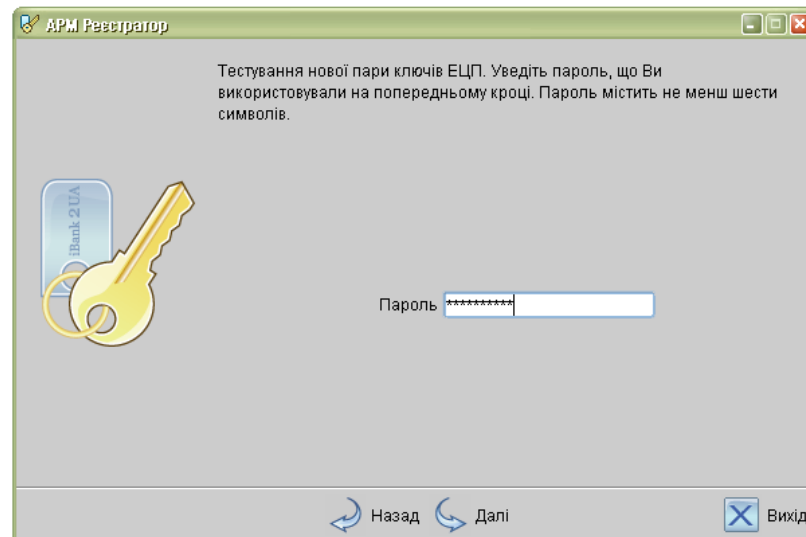 АРМ Реєстратор
Тестування нової пари ключів ЕЦП. Уведіть пароль, що Ви
використовували на попередньому кроці. Пароль містить не менш шести
символів.
iBank 2 UA
Пароль **********
Назад Далі Вихід